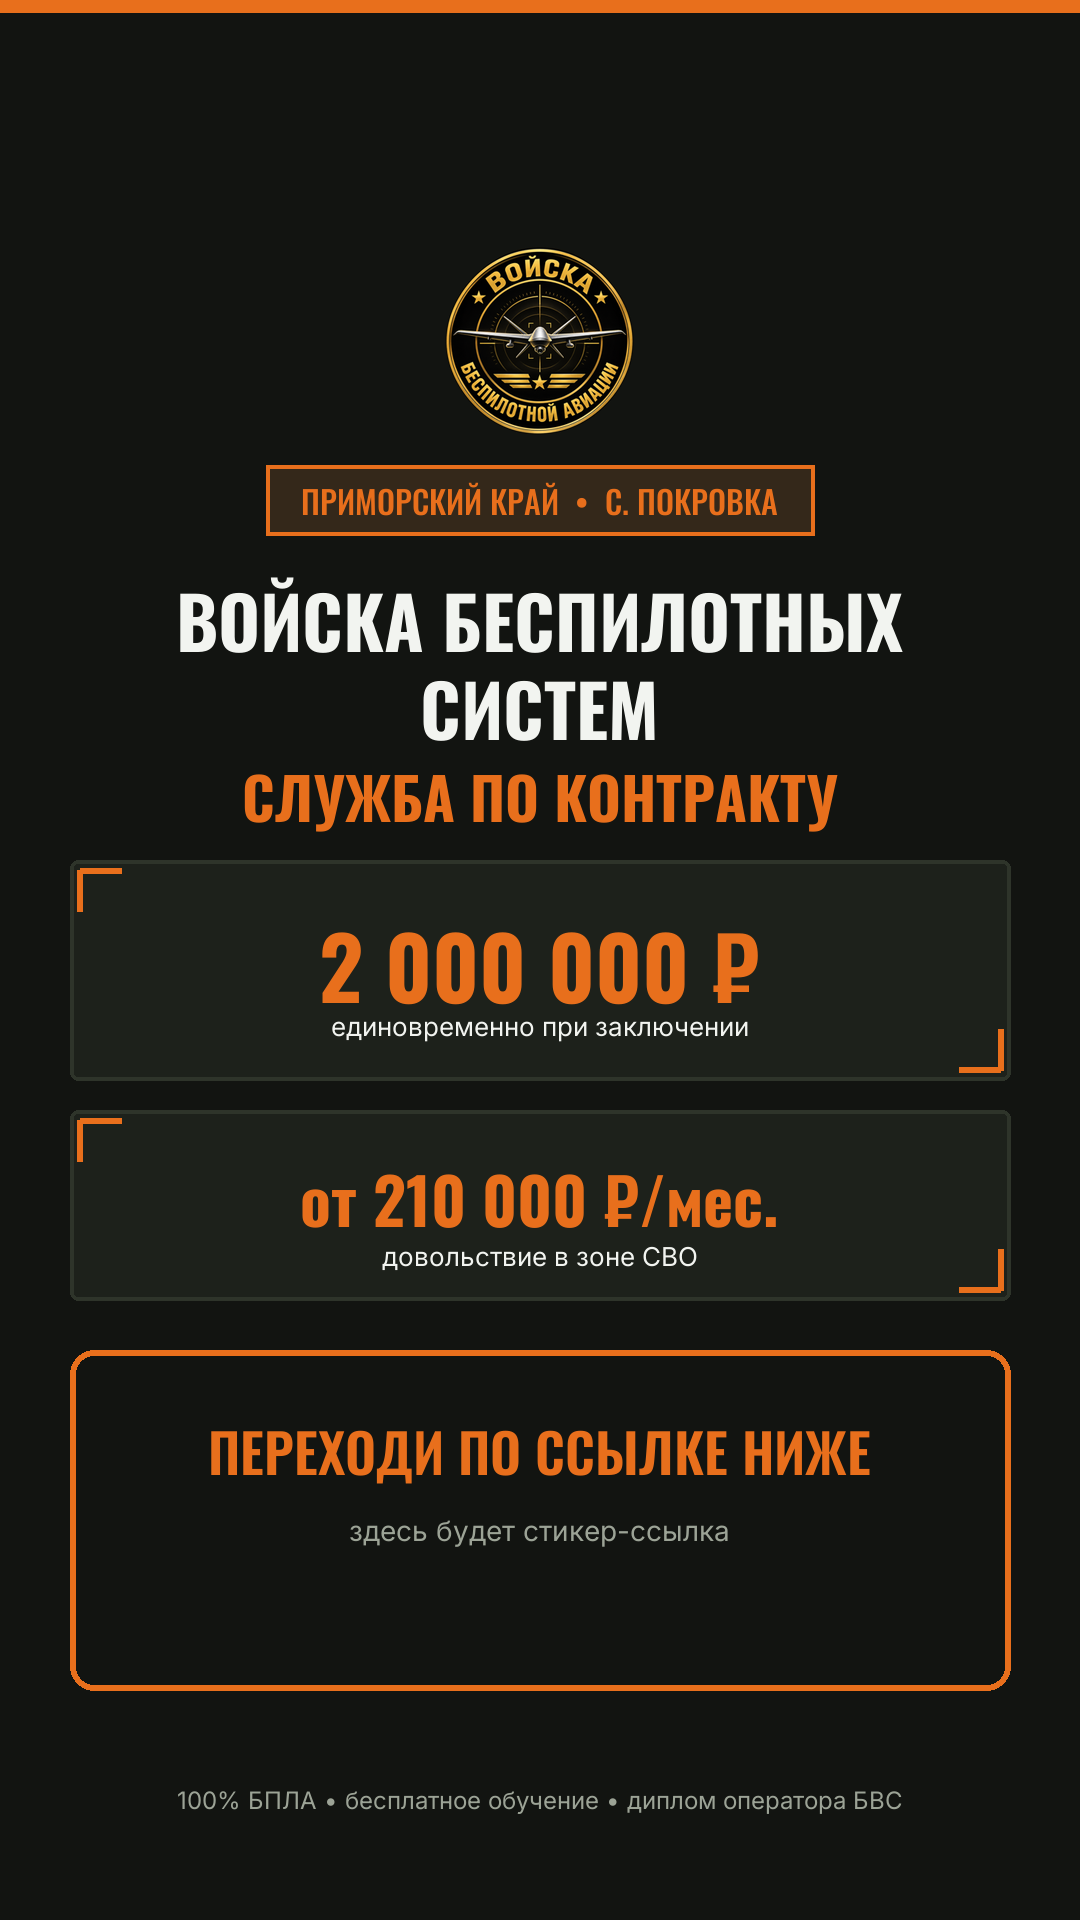 ВОЙСКА
БЕСПИЛОТНОЙ АВИАЦИИ
ПРИМОРСКИЙ КРАЙ • С. ПОКРОВКА
ВОЙСКА БЕСПИЛОТНЫХ
СИСТЕМ
СЛУЖБА ПО КОНТРАКТУ
2 000 000 ₽
единовременно при заключении
от 210 000 ₽/мес.
довольствие в зоне СВО
ПЕРЕХОДИ ПО ССЫЛКЕ НИЖЕ
здесь будет стикер-ссылка
100% БПЛА • бесплатное обучение • диплом оператора БВС